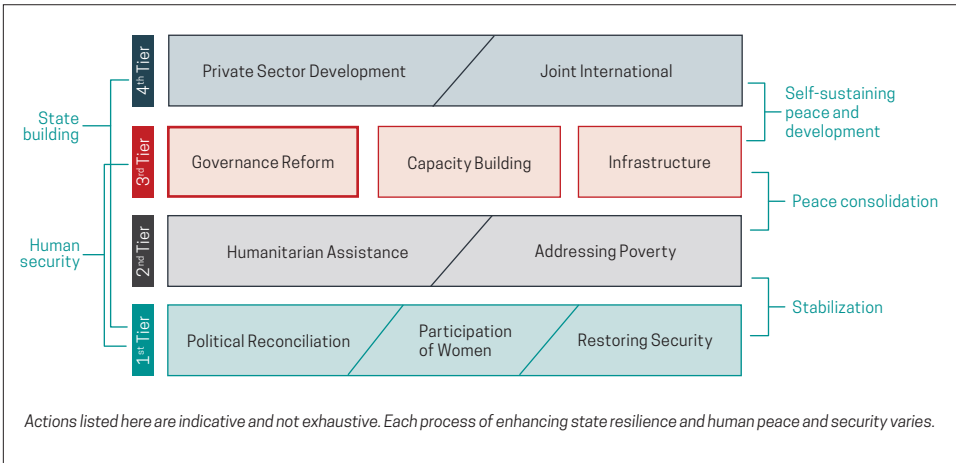 4th Tier
Private Sector Development
Joint International
State
building
Self-sustaining
peace and
development
3rd Tier
Governance Reform
Capacity Building
Infrastructure
Peace consolidation
2nd Tier
Humanitarian Assistance
Addressing Poverty
Human
security
Stabilization
1st Tier
Political Reconciliation
Participation
of Women
Restoring Security
Actions listed here are indicative and not exhaustive. Each process of enhancing state resilience and human peace and security varies.